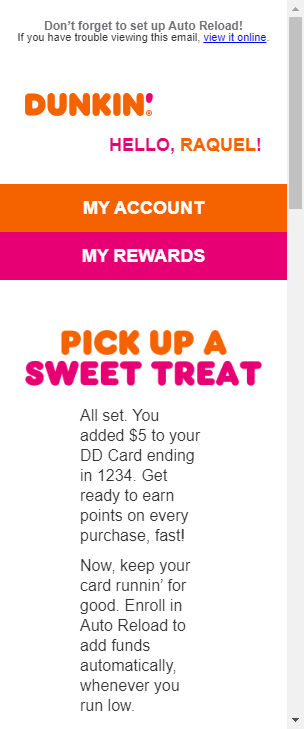 Don’t forget to set up Auto Reload!
If you have trouble viewing this email, view it online.
DUNKIN'
®
HELLO, RAQUEL!
MY ACCOUNT
MY REWARDS
PICK UP A
SWEET TREAT
All set. You
added $5 to your
DD Card ending
in 1234. Get
ready to earn
points on every
purchase, fast!
Now, keep your
card runnin’ for
good. Enroll in
Auto Reload to
add funds
automatically,
whenever you
run low.